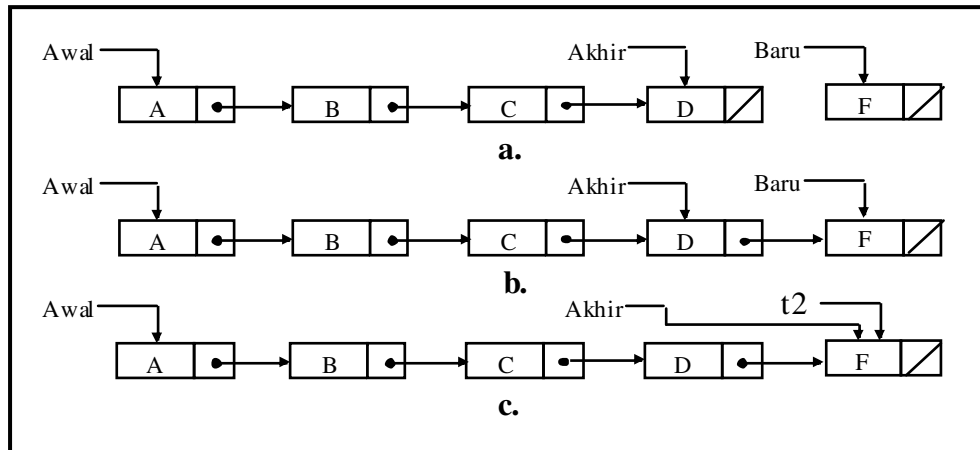 Awal Akhir Baru
A B C D F
a.
Awal Akhir Baru
A B C D F
b.
Awal Akhir t2
A B C D F
c.